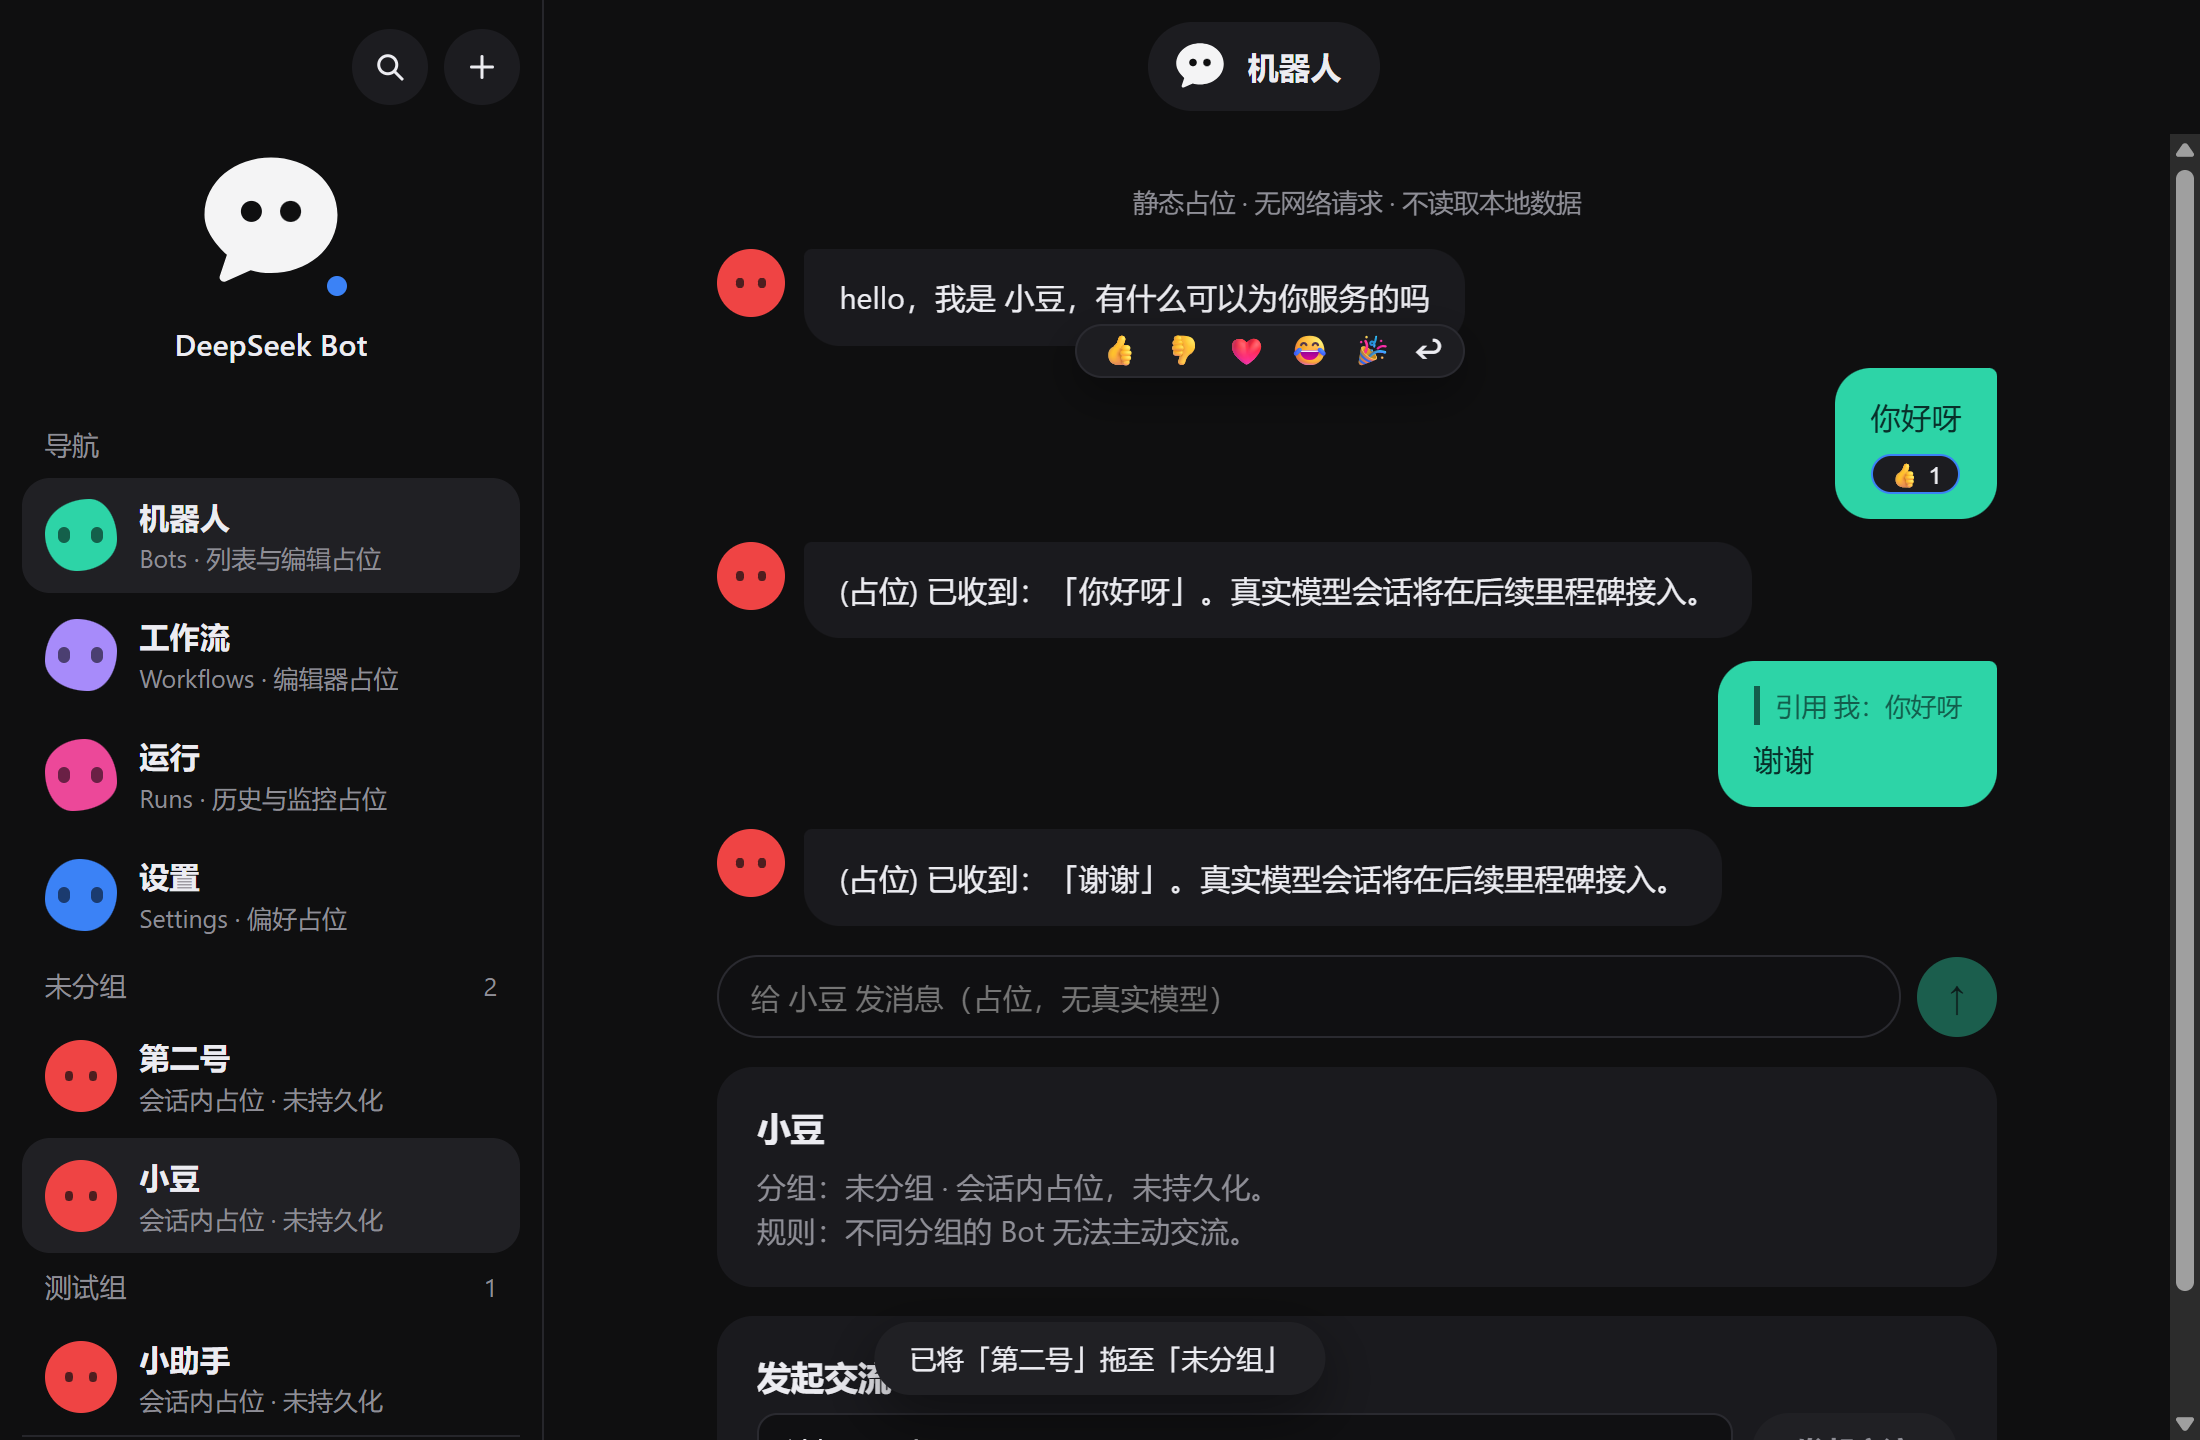 机器人
DeepSeek Bot
导航
机器人
Bots · 列表与编辑占位
工作流
Workflows · 编辑器占位
运行
Runs · 历史与监控占位
设置
Settings · 偏好占位
未分组 2
第二号
会话内占位 · 未持久化
小豆
会话内占位 · 未持久化
测试组 1
小助手
会话内占位 · 未持久化
静态占位 · 无网络请求 · 不读取本地数据
hello，我是 小豆，有什么可以为你服务的吗
你好呀
👍 1
(占位) 已收到：「你好呀」。真实模型会话将在后续里程碑接入。
引用 我：你好呀
谢谢
(占位) 已收到：「谢谢」。真实模型会话将在后续里程碑接入。
给 小豆 发消息（占位，无真实模型）
小豆
分组：未分组 · 会话内占位，未持久化。
规则：不同分组的 Bot 无法主动交流。
发起交流
已将「第二号」拖至「未分组」